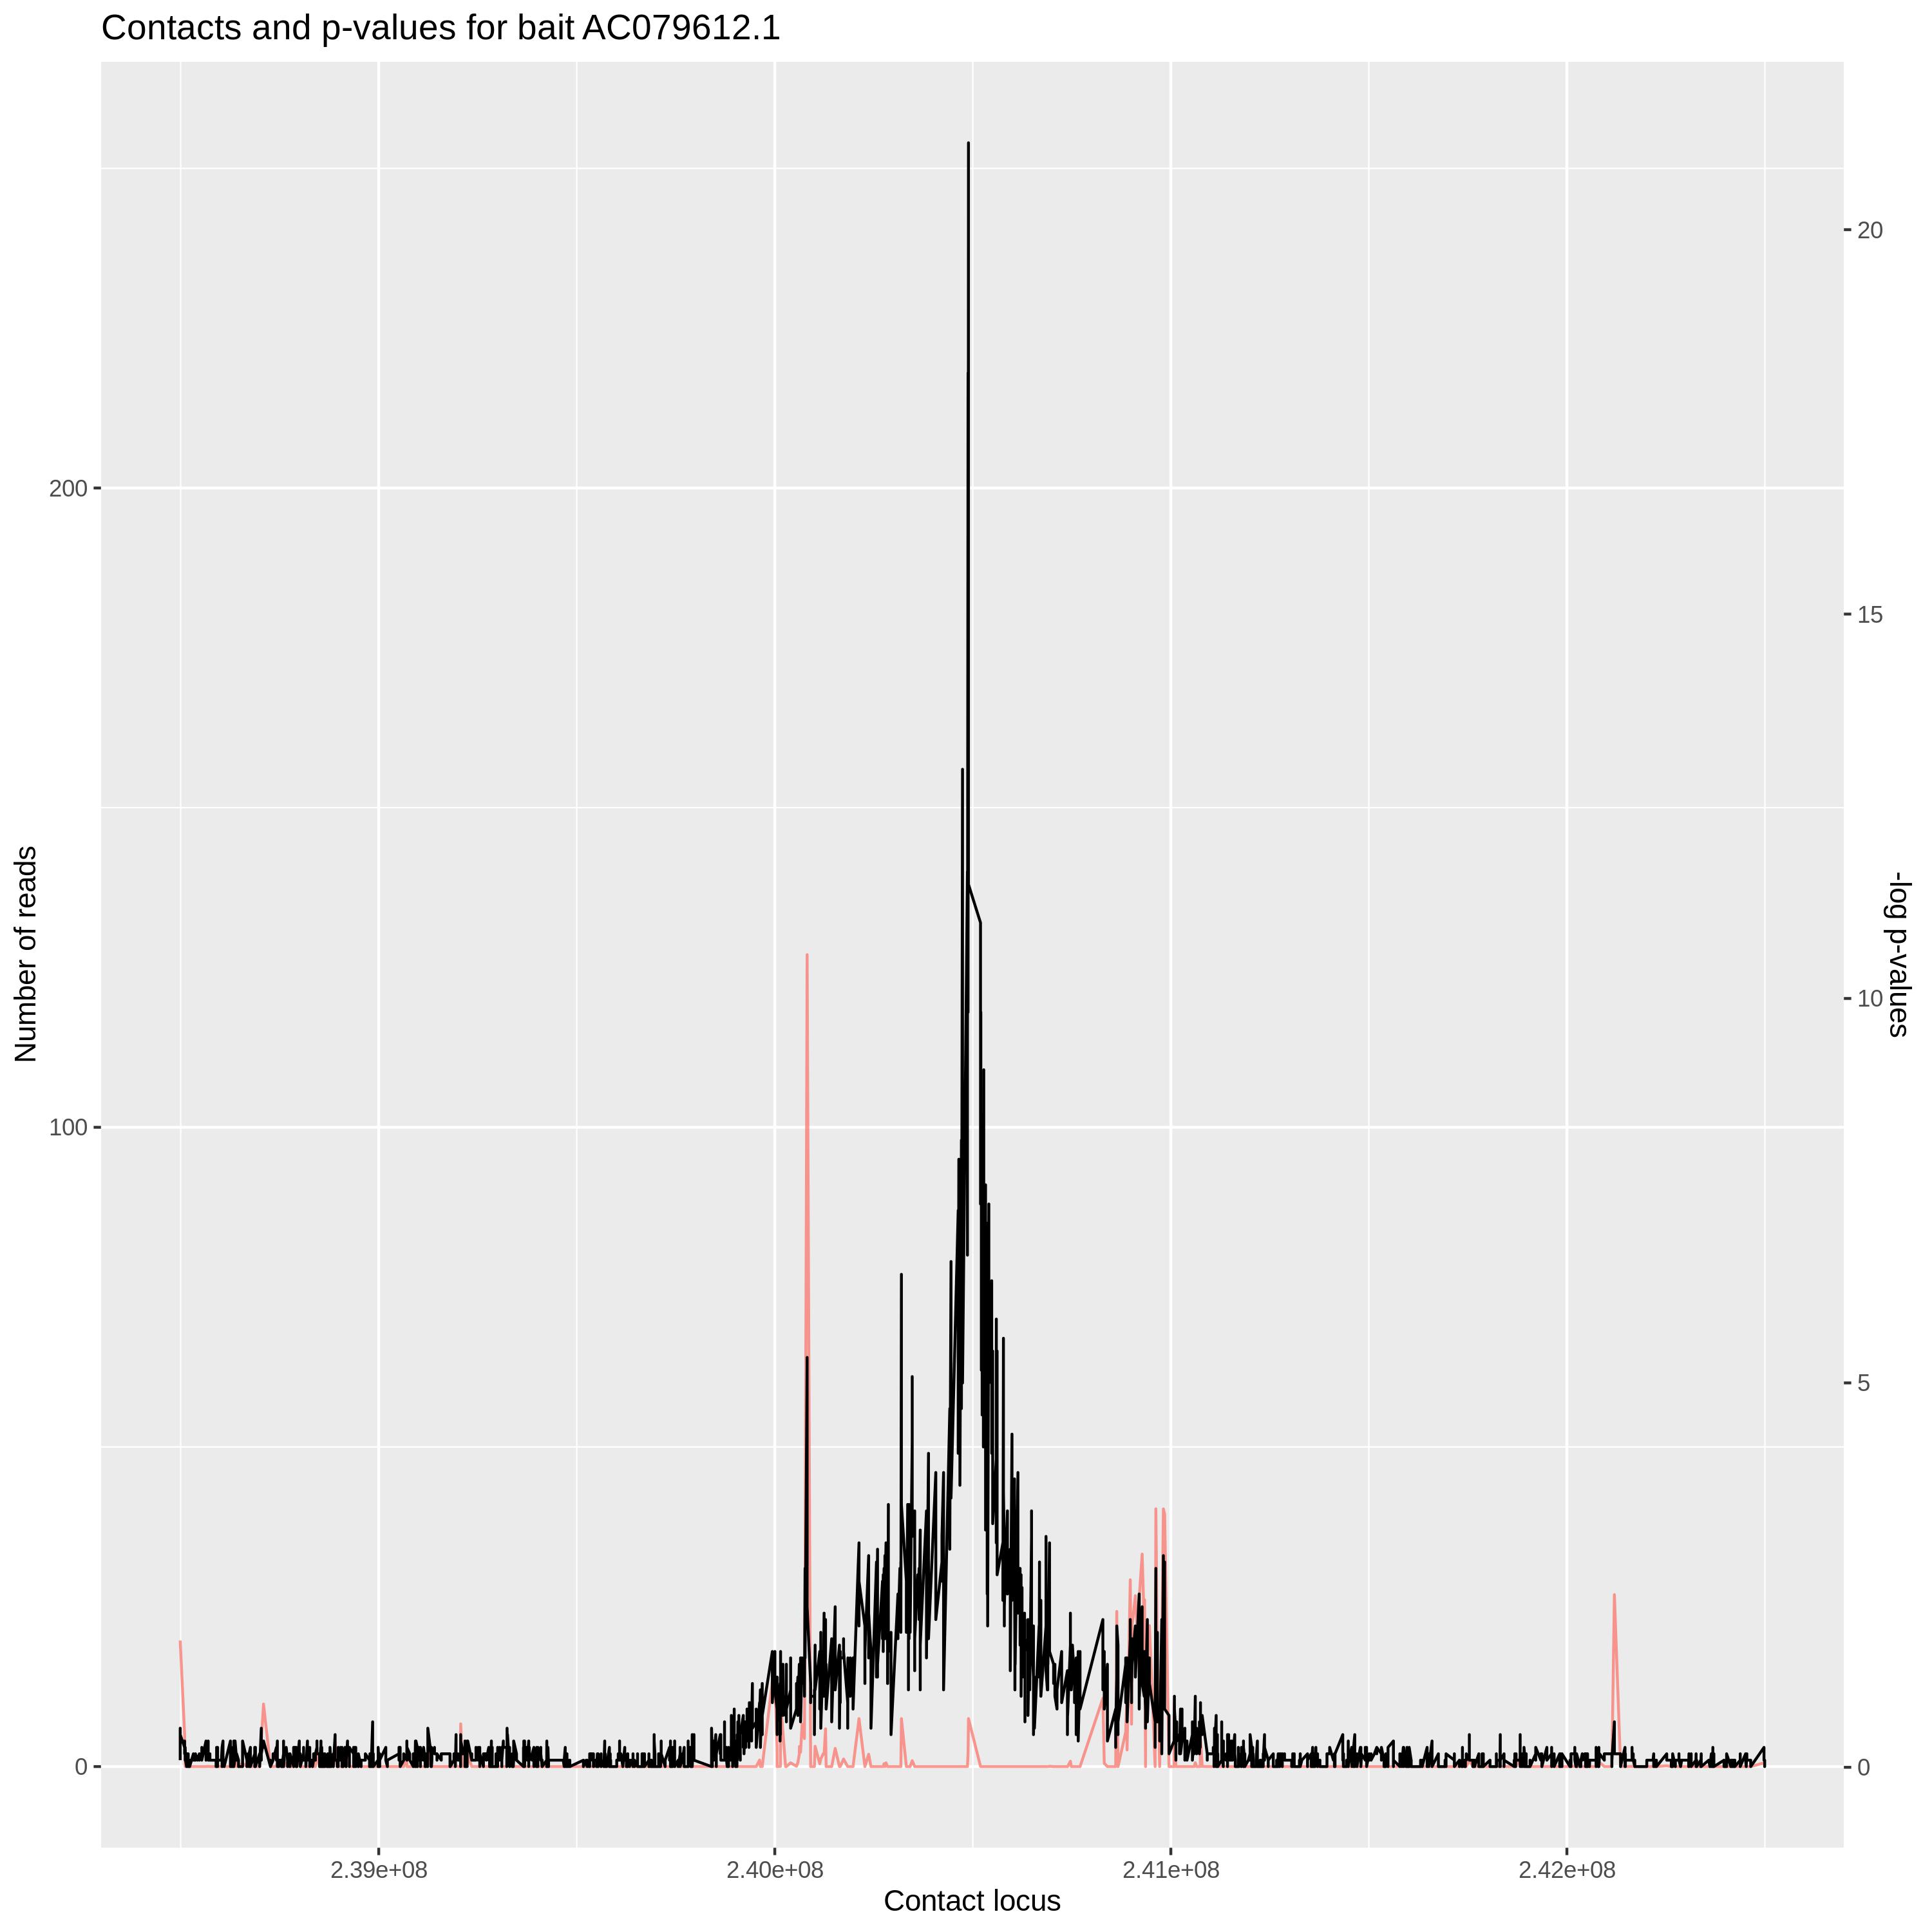 Contacts and p-values for bait AC079612.1
Number of reads
200
100
0
20
15
10
5
0
-log p-values
2.39e+08
2.40e+08
2.41e+08
2.42e+08
Contact locus